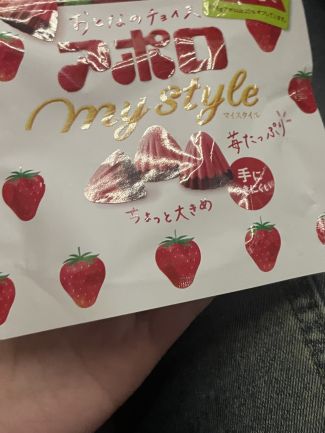 おとなのチョイス
アポロ
my style
マイスタイル
苺たっぷり
手に
ちょっと大きめ